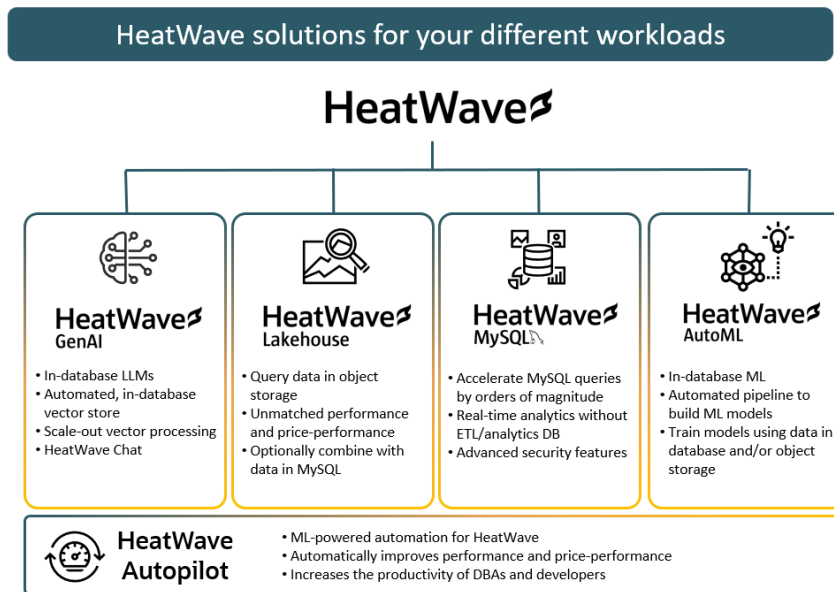 HeatWave solutions for your different workloads
HeatWave
HeatWave
GenAI
• In-database LLMs
• Automated, in-database
vector store
• Scale-out vector processing
• HeatWave Chat
HeatWave
Lakehouse
• Query data in object
storage
• Unmatched performance
and price-performance
• Optionally combine with
data in MySQL
HeatWave
MySQL
• Accelerate MySQL queries
by orders of magnitude
• Real-time analytics without
ETL/analytics DB
• Advanced security features
HeatWave
AutoML
• In-database ML
• Automated pipeline to
build ML models
• Train models using data in
database and/or object
storage
HeatWave
Autopilot
• ML-powered automation for HeatWave
• Automatically improves performance and price-performance
• Increases the productivity of DBAs and developers